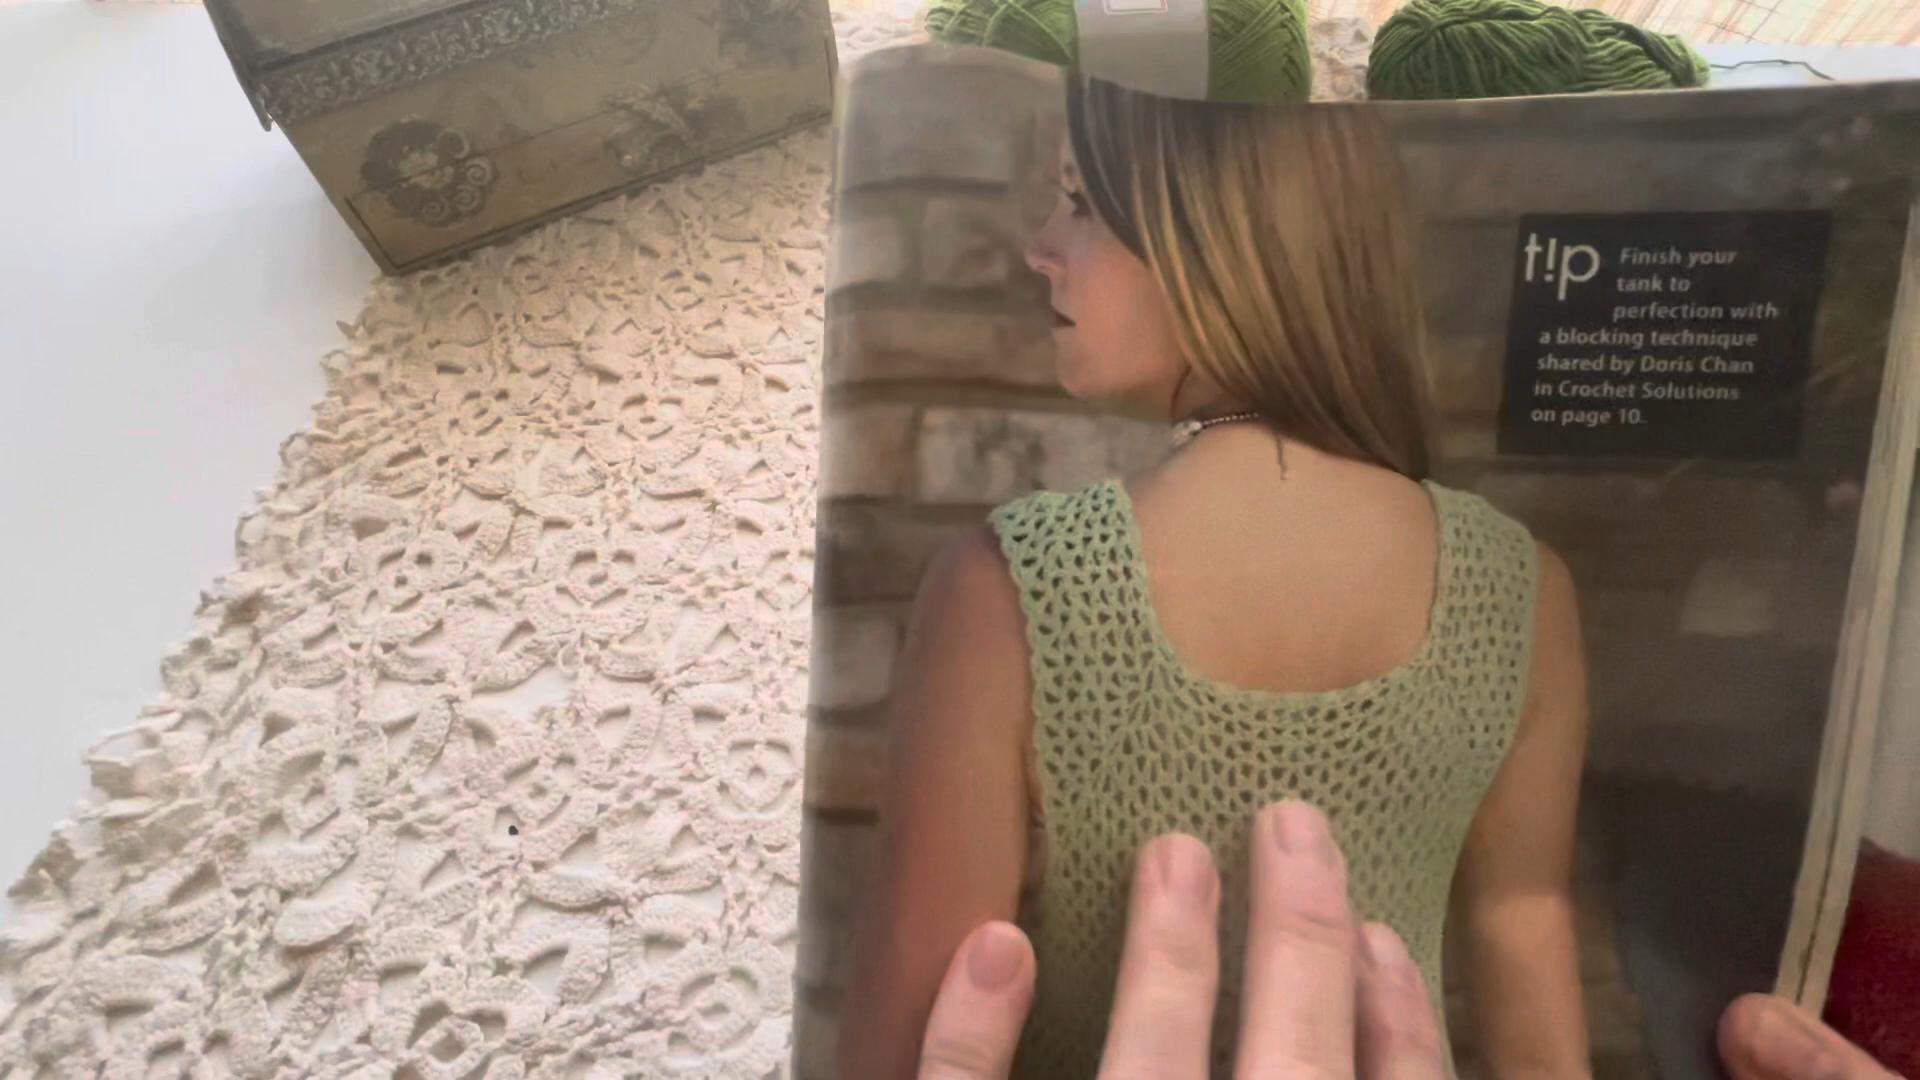 t!p Finish your
tank to
perfection with
a blocking technique
shared by Doris Chan
in Crochet Solutions
on page 10.